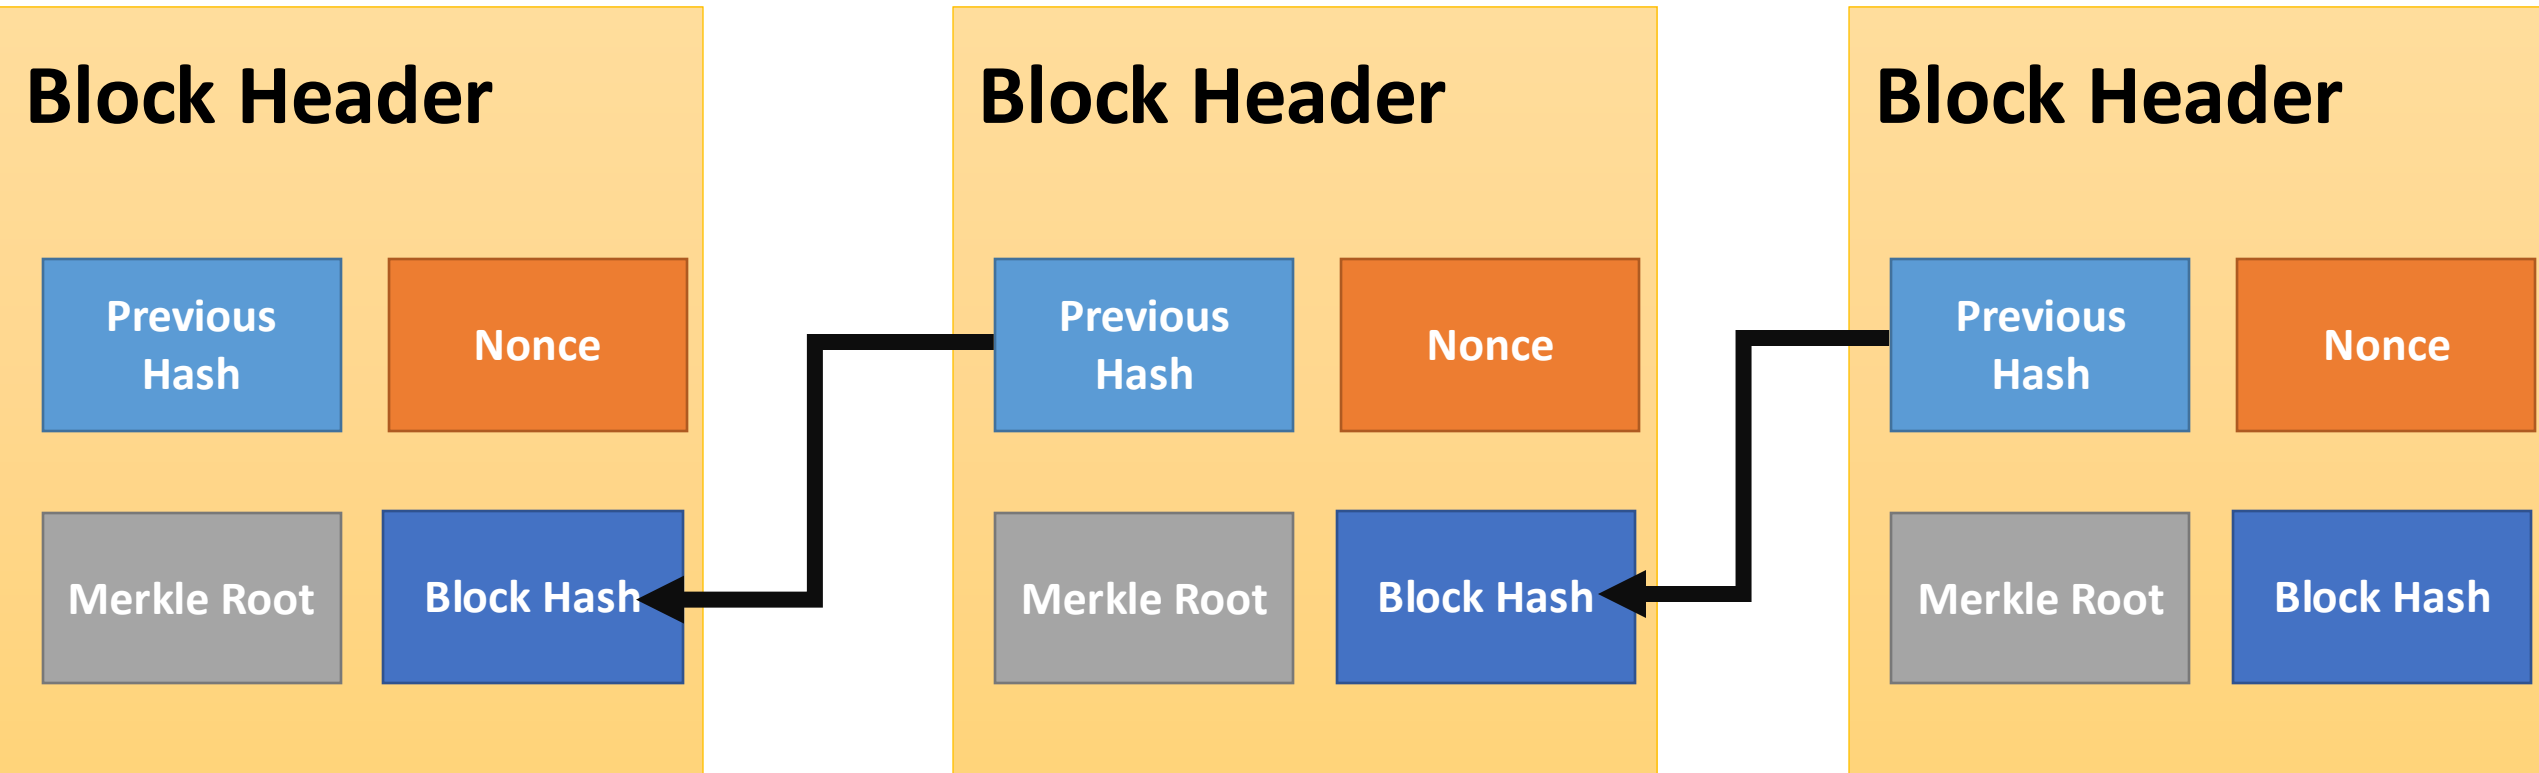 Block Header
Previous
Hash
Nonce
Merkle Root
Block Hash
Block Header
Previous
Hash
Nonce
Merkle Root
Block Hash
Block Header
Previous
Hash
Nonce
Merkle Root
Block Hash